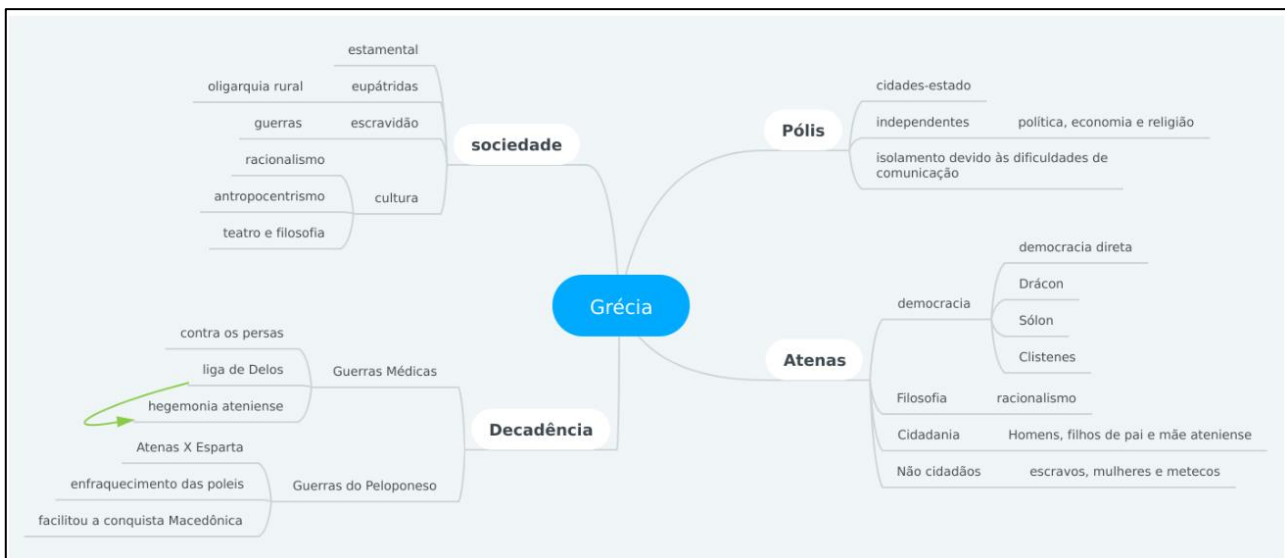 Grécia
sociedade
estamental
oligarquia rural
eupátridas
guerras
escravidão
racionalismo
antropocentrismo
teatro e filosofia
cultura
Decadência
contra os persas
liga de Delos
hegemonia ateniense
Guerras Médicas
Atenas X Esparta
enfraquecimento das poleis
facilitou a conquista Macedônica
Guerras do Peloponeso
Pólis
cidades-estado
independentes
política, economia e religião
isolamento devido às dificuldades de
comunicação
Atenas
democracia
democracia direta
Drácon
Sólon
Clistenes
Filosofia
racionalismo
Cidadania
Homens, filhos de pai e mãe ateniense
Não cidadãos
escravos, mulheres e metecos